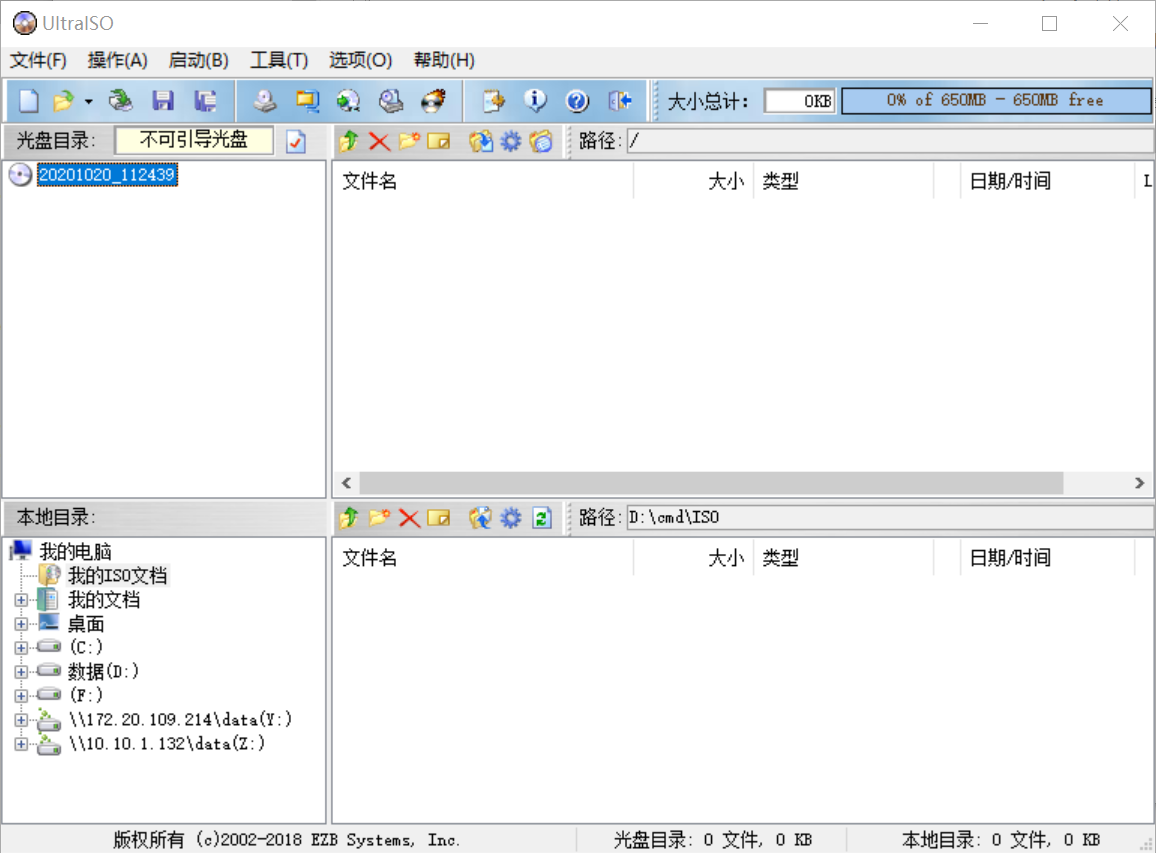 UltraISO
文件(F) 操作(A) 启动(B) 工具(T) 选项(O) 帮助(H)
大小总计: 0KB 0% of 650MB - 650MB free
光盘目录: 不可引导光盘 路径: /
20201020_112439
文件名 大小 类型 日期/时间 L
本地目录: 路径: D:\cmd\ISO
文件名 大小 类型 日期/时间
我的电脑
我的ISO文档
我的文档
桌面
(C:)
数据(D:)
(F:)
\\172.20.109.214\data(Y:)
\\10.10.1.132\data(Z:)
版权所有 (c)2002-2018 EZB Systems, Inc. 光盘目录: 0 文件, 0 KB 本地目录: 0 文件, 0 KB